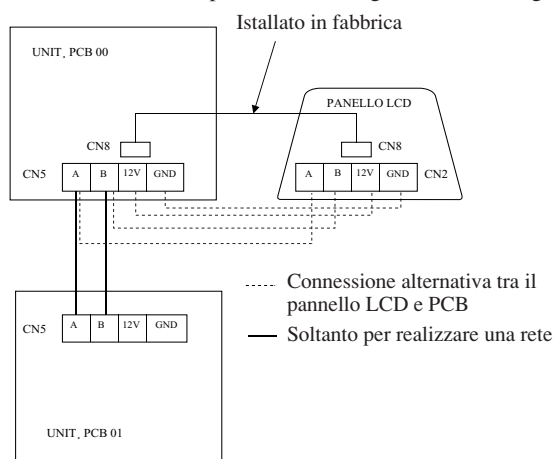 Istallato in fabbrica
UNIT, PCB 00
PANELLO LCD
CN8
CN8
CN5 A B 12V GND
A B 12V GND CN2
Connessione alternativa tra il
pannello LCD e PCB
Soltanto per realizzare una rete
CN5 A B 12V GND
UNIT, PCB 01